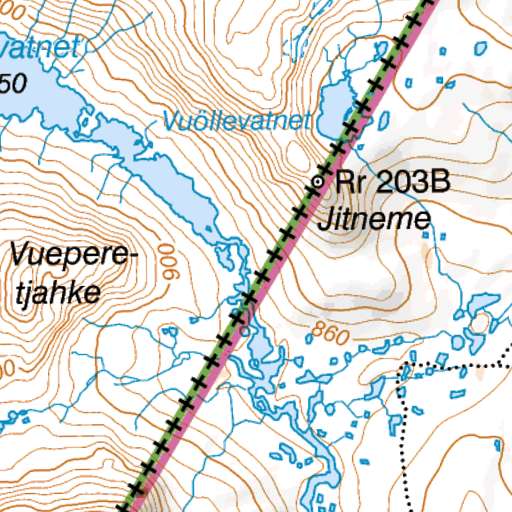 vatnet
50
Vuöllevatnet
Rr 203B
Jitneme
Vuepere-
tjahke
900
860